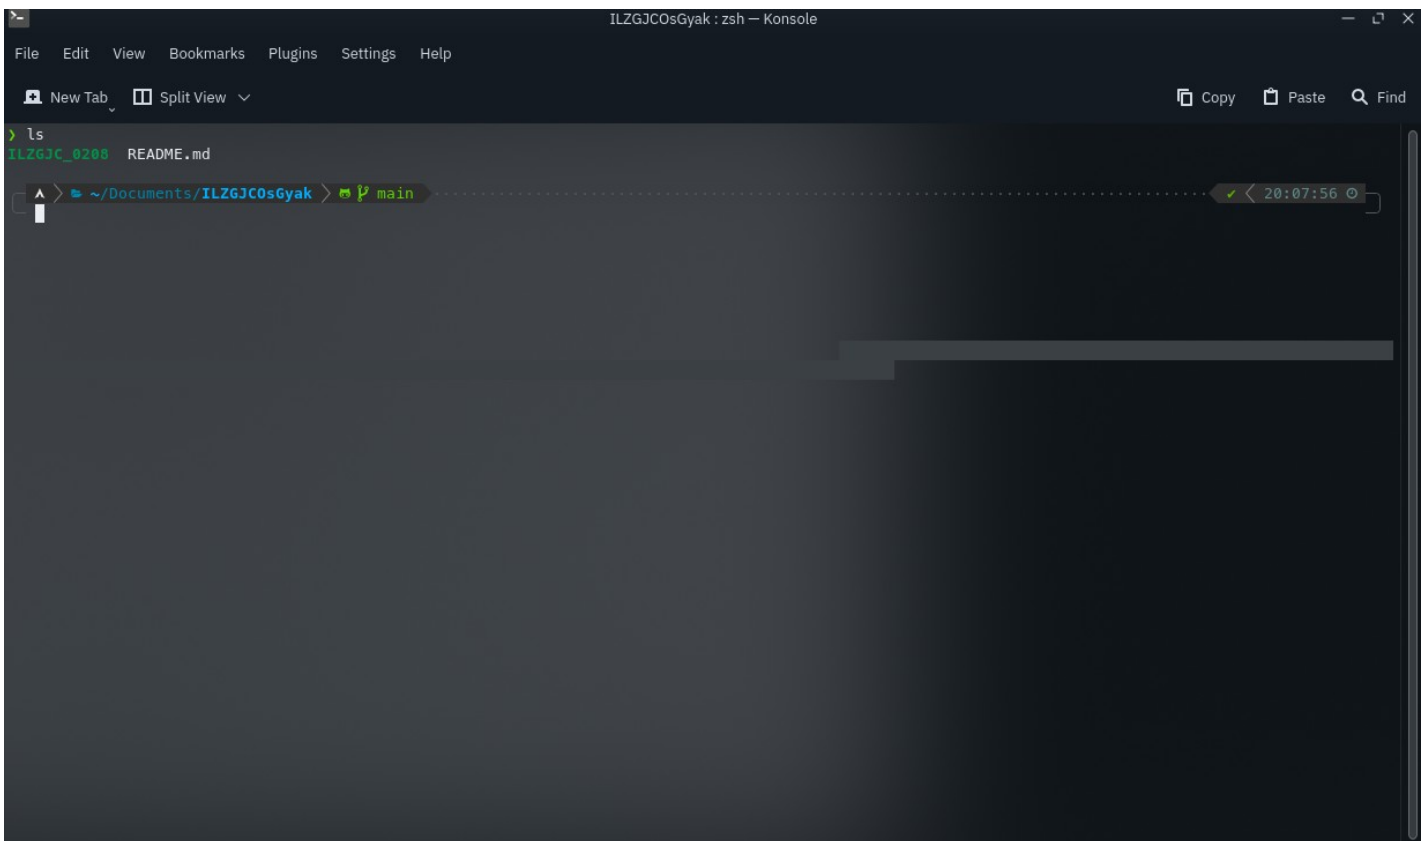 ILZGJCOsGyak : zsh — Konsole
File Edit View Bookmarks Plugins Settings Help
New Tab Split View Copy Paste Find
❯ ls
ILZGJC_0208 README.md
~/Documents/ILZGJCOsGyak main ✔ 20:07:56